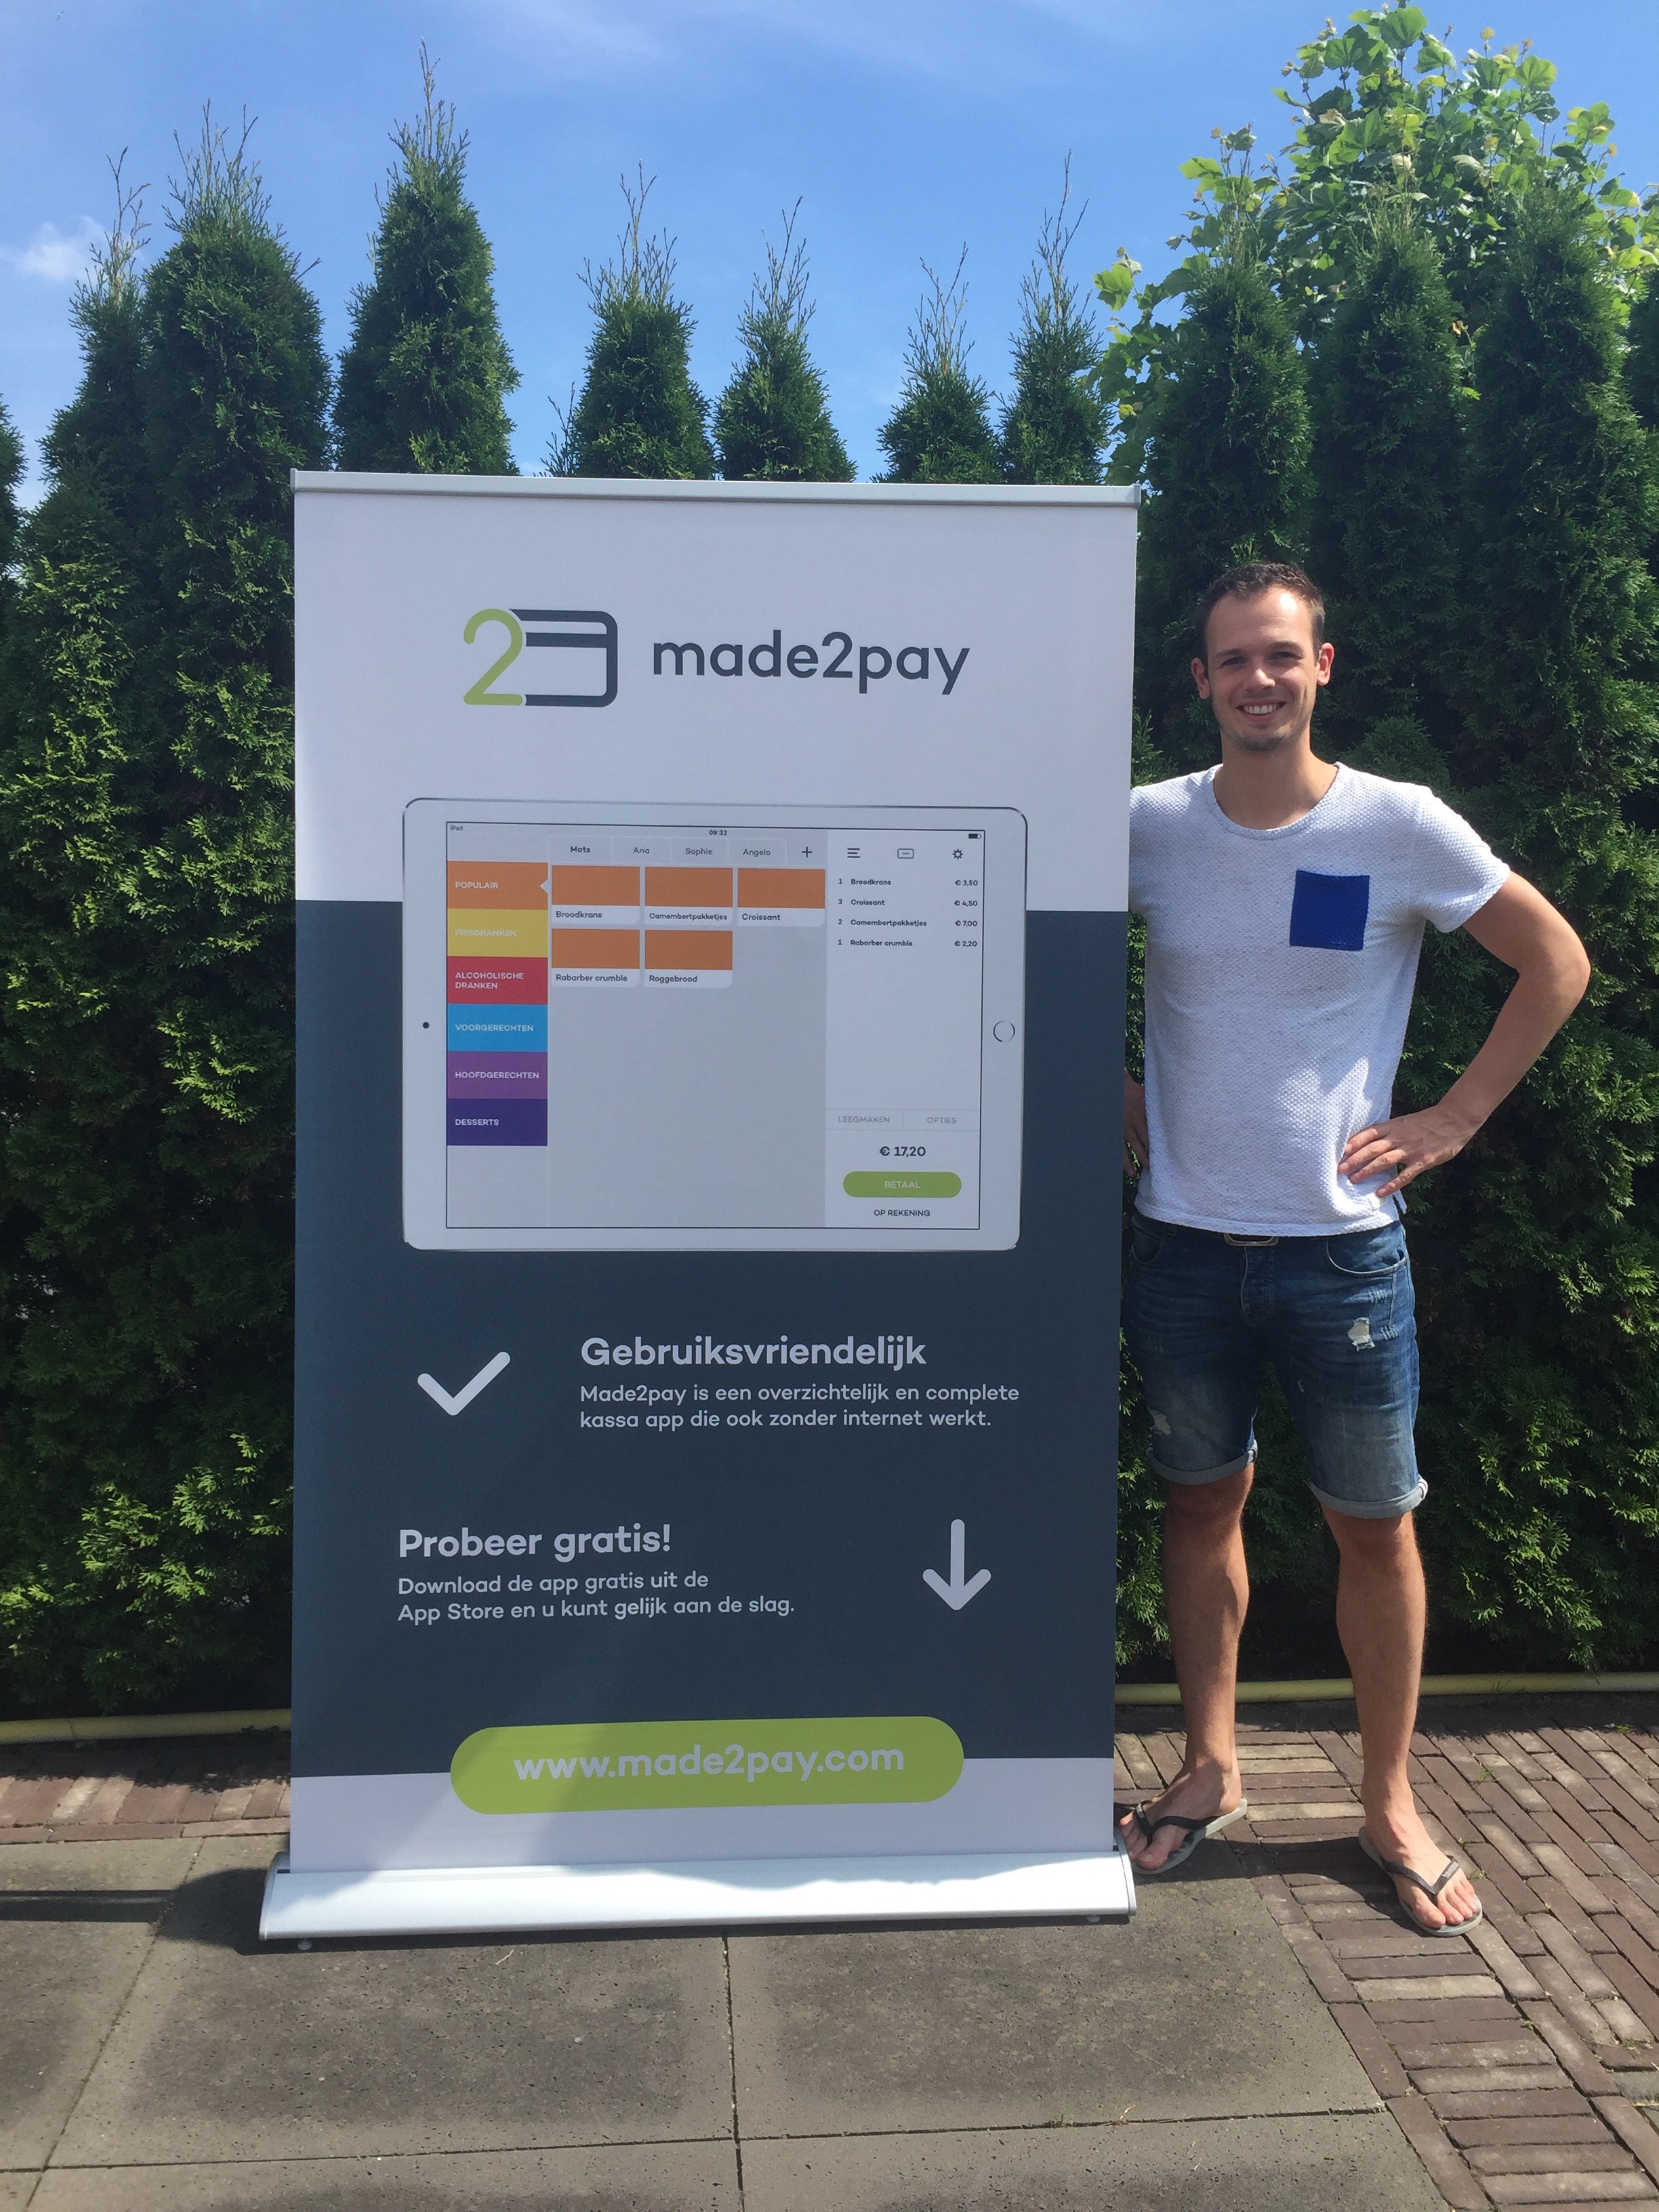 made2pay
iPad
09:32
Mats
Aria
Sophie
Angelo
+
POPULAIR
FRISDRANKEN
ALCOHOLISCHE
DRANKEN
VOORGERECHTEN
HOOFDGERECHTEN
DESSERTS
Broodkrans
Camembertpakketjes
Croissant
Rabarber crumble
Roggebrood
1 Broodkrans € 3,50
3 Croissant € 4,50
2 Camembertpakketjes € 7,00
1 Rabarber crumble € 2,20
LEEGMAKEN
OPTIES
€ 17,20
BETAAL
OP REKENING
Gebruiksvriendelijk
Made2pay is een overzichtelijk en complete
kassa app die ook zonder internet werkt.
Probeer gratis!
Download de app gratis uit de
App Store en u kunt gelijk aan de slag.
www.made2pay.com